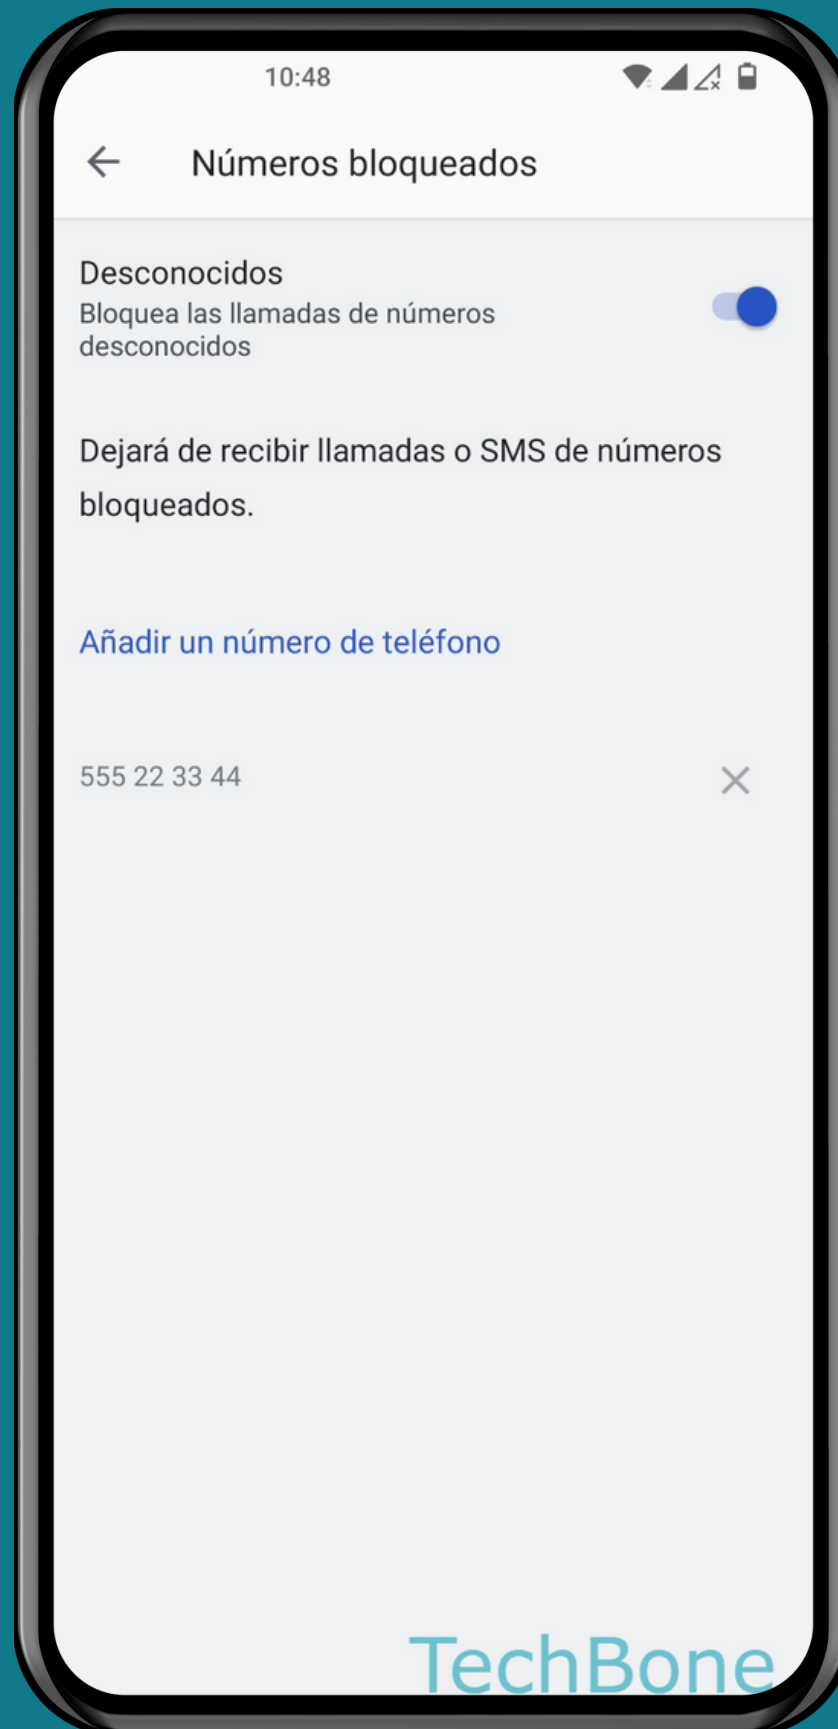 10:48
Números bloqueados
Desconocidos
Bloquea las llamadas de números
desconocidos
Dejará de recibir llamadas o SMS de números
bloqueados.
Añadir un número de teléfono
555 22 33 44
TechBone